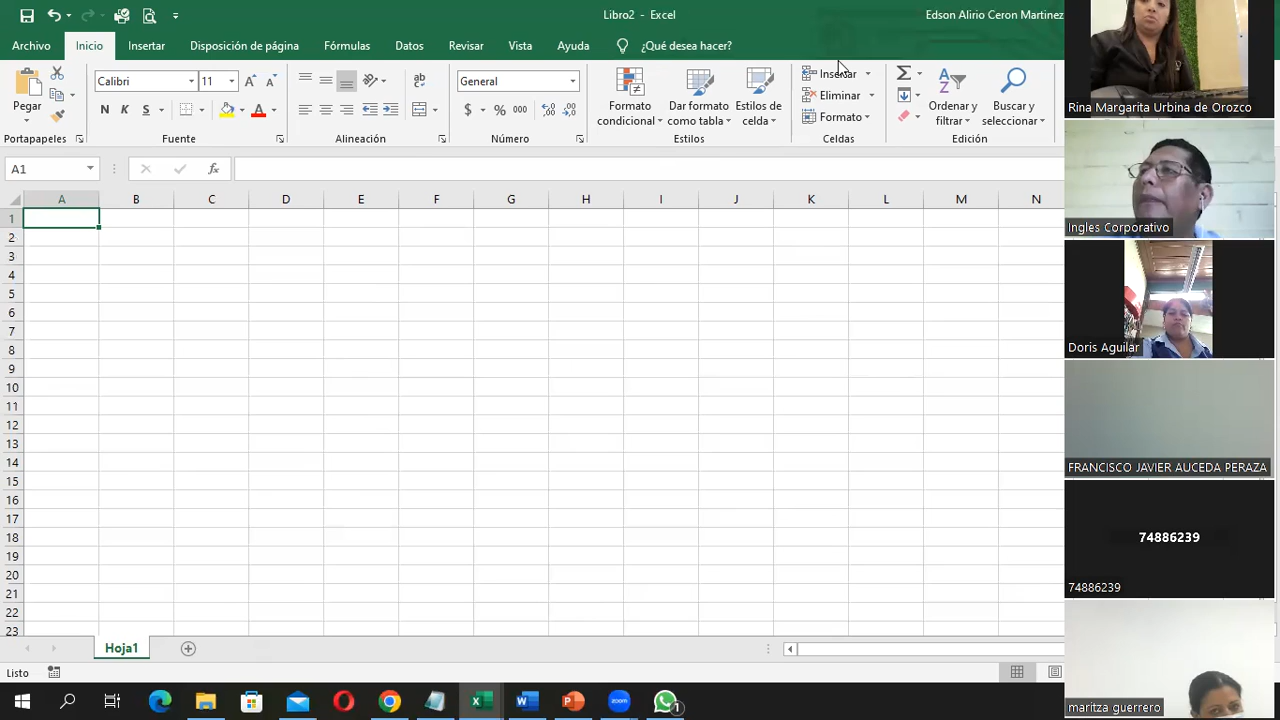 Libro2 - Excel
Edson Alirio Ceron Martinez
Archivo
Inicio
Insertar
Disposición de página
Fórmulas
Datos
Revisar
Vista
Ayuda
¿Qué desea hacer?
Pegar
Portapapeles
Calibri
11
N
K
S
Fuente
ab
Alineación
General
$
%
000
Número
Formato condicional
Dar formato como tabla
Estilos de celda
Estilos
Insertar
Eliminar
Formato
Celdas
Ordenar y filtrar
Buscar y seleccionar
Edición
A1
fx
A B C D E F G H I J K L M N
1
2
3
4
5
6
7
8
9
10
11
12
13
14
15
16
17
18
19
20
21
22
23
Hoja1
Listo
zoom
1
Rina Margarita Urbina de Orozco
Ingles Corporativo
Doris Aguilar
FRANCISCO JAVIER AUCEDA PERAZA
74886239
74886239
maritza guerrero